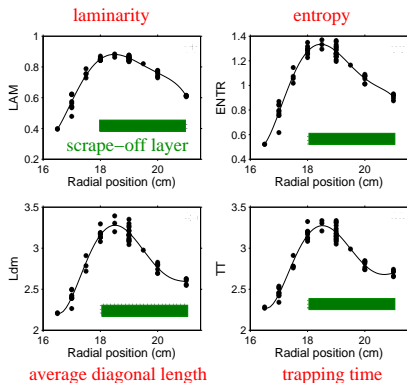 laminarity
entropy
1
0.8
0.6
0.4
0.2
LAM
scrape−off layer
16 18 20
Radial position (cm)
1.4
1.2
1
0.8
0.6
0.4
ENTR
16 18 20
Radial position (cm)
3.5
3
2.5
2
Ldm
16 18 20
Radial position (cm)
3.5
3
2.5
2
TT
16 18 20
Radial position (cm)
average diagonal length
trapping time